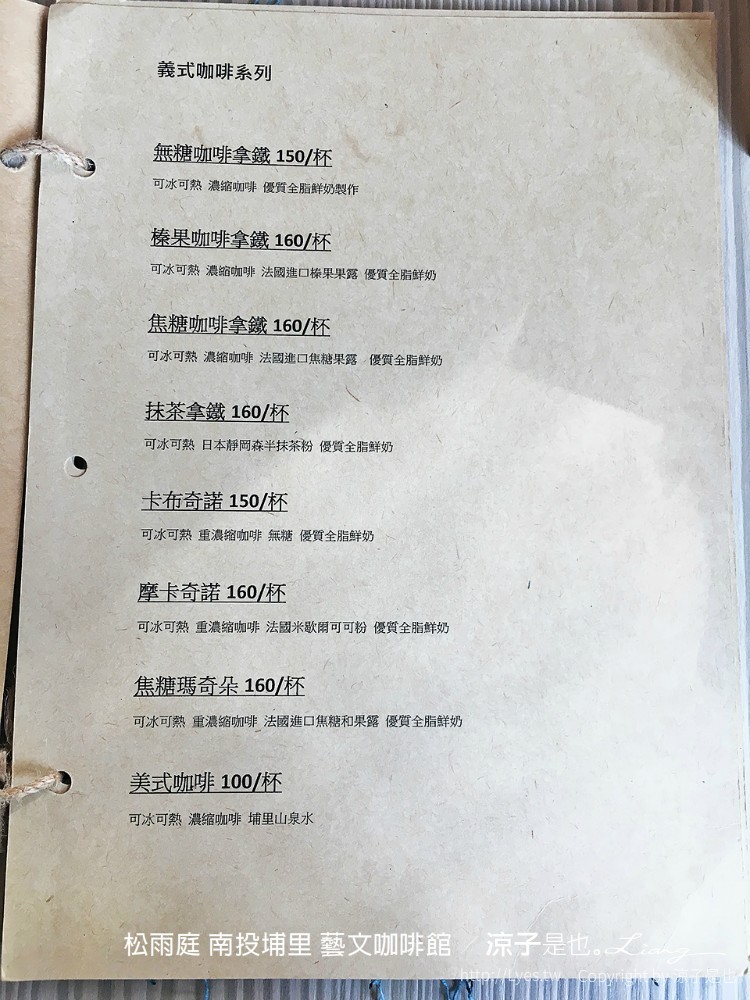 義式咖啡系列
無糖咖啡拿鐵 150/杯
可冰可熱 濃縮咖啡 優質全脂鮮奶製作
榛果咖啡拿鐵 160/杯
可冰可熱 濃縮咖啡 法國進口榛果果露 優質全脂鮮奶
焦糖咖啡拿鐵 160/杯
可冰可熱 濃縮咖啡 法國進口焦糖果露 優質全脂鮮奶
抹茶拿鐵 160/杯
可冰可熱 日本靜岡森半抹茶粉 優質全脂鮮奶
卡布奇諾 150/杯
可冰可熱 重濃縮咖啡 無糖 優質全脂鮮奶
摩卡奇諾 160/杯
可冰可熱 重濃縮咖啡 法國米歇爾可可粉 優質全脂鮮奶
焦糖瑪奇朵 160/杯
可冰可熱 重濃縮咖啡 法國進口焦糖和果露 優質全脂鮮奶
美式咖啡 100/杯
可冰可熱 濃縮咖啡 埔里山泉水
松雨庭 南投埔里 藝文咖啡館 / 涼子是也。Liang
http://Lyes.tw Copyright by 涼子是也